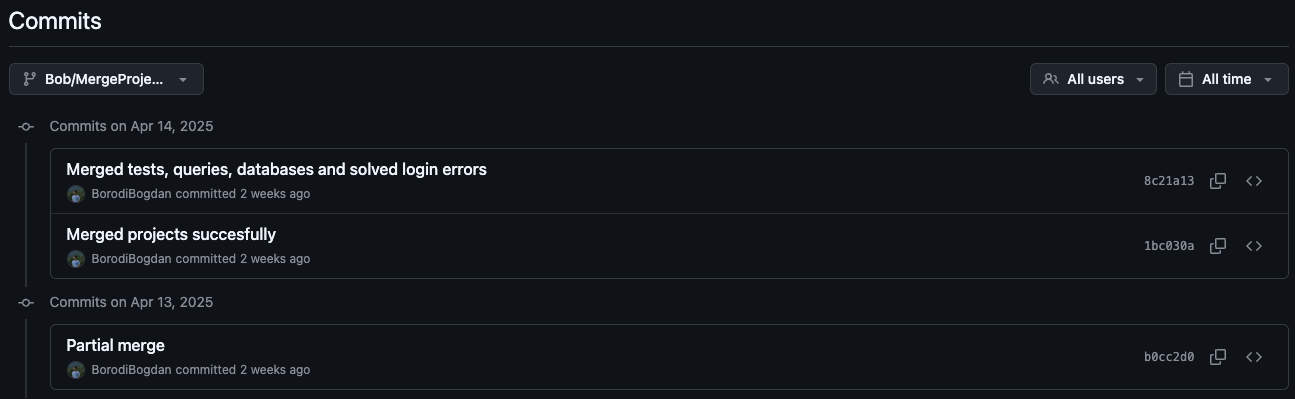 Commits
Bob/MergeProje...
All users
All time
Commits on Apr 14, 2025
Merged tests, queries, databases and solved login errors
BorodiBogdan committed 2 weeks ago
8c21a13
Merged projects succesfully
BorodiBogdan committed 2 weeks ago
1bc030a
Commits on Apr 13, 2025
Partial merge
BorodiBogdan committed 2 weeks ago
b0cc2d0